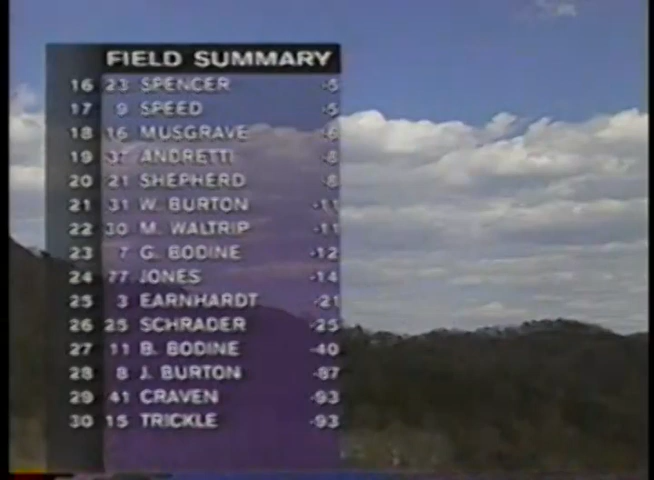 FIELD SUMMARY
16 23 SPENCER -5
17 9 SPEED -5
18 16 MUSGRAVE -6
19 37 ANDRETTI -8
20 21 SHEPHERD -8
21 31 W. BURTON -11
22 30 M. WALTRIP -11
23 7 G. BODINE -12
24 77 JONES -14
25 3 EARNHARDT -21
26 25 SCHRADER -25
27 11 B. BODINE -40
28 8 J. BURTON -87
29 41 CRAVEN -93
30 15 TRICKLE -93